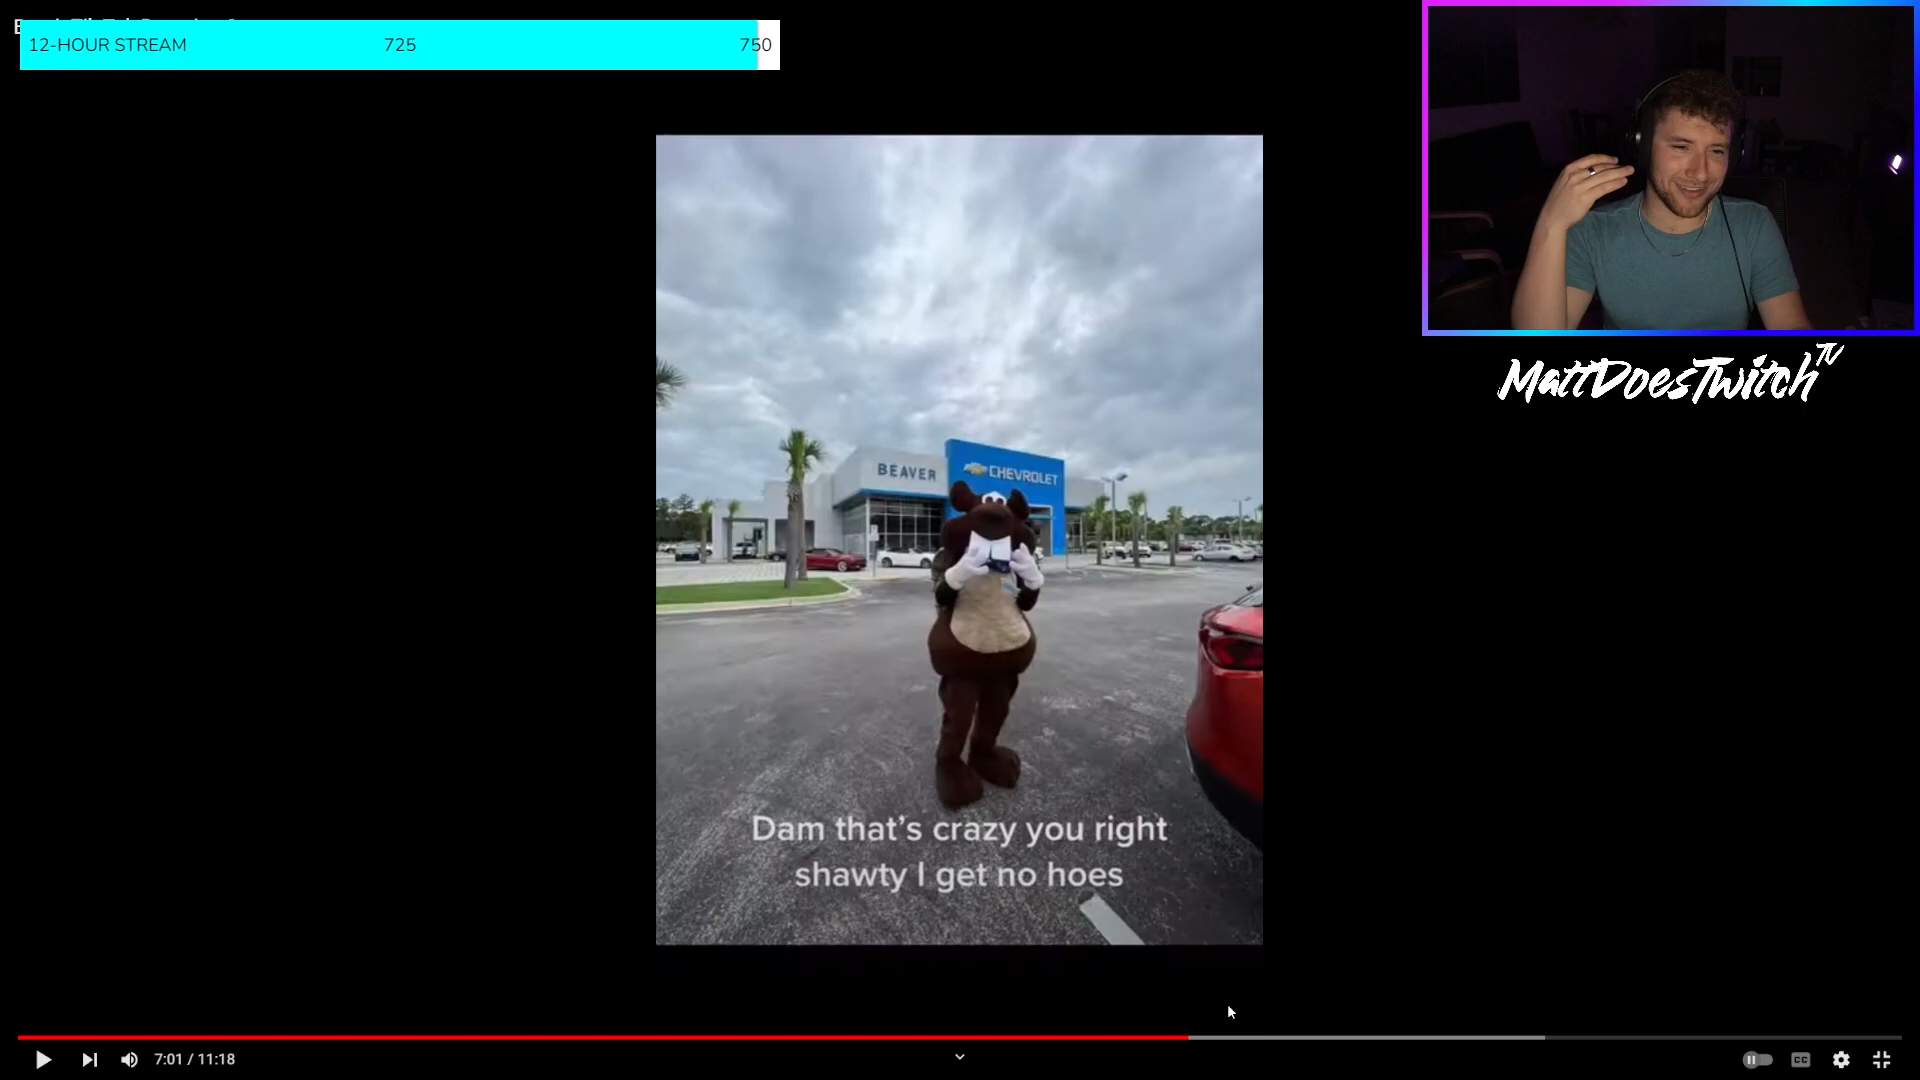 12-HOUR STREAM 725 750
MattDoesTwitch TV
BEAVER CHEVROLET
Dam that's crazy you right
shawty I get no hoes
7:01 / 11:18
CC